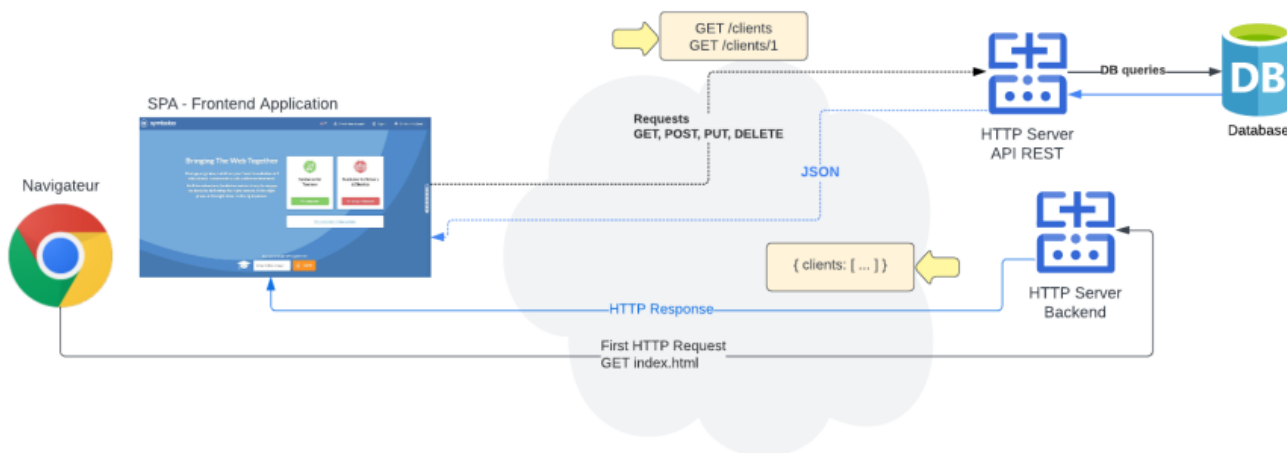 GET /clients
GET /clients/1
DB queries
DB
Database
SPA - Frontend Application
Requests
GET, POST, PUT, DELETE
HTTP Server
API REST
JSON
Bringing The Web Together
Navigateur
{ clients: [ ... ] }
HTTP Server
Backend
HTTP Response
First HTTP Request
GET index.html